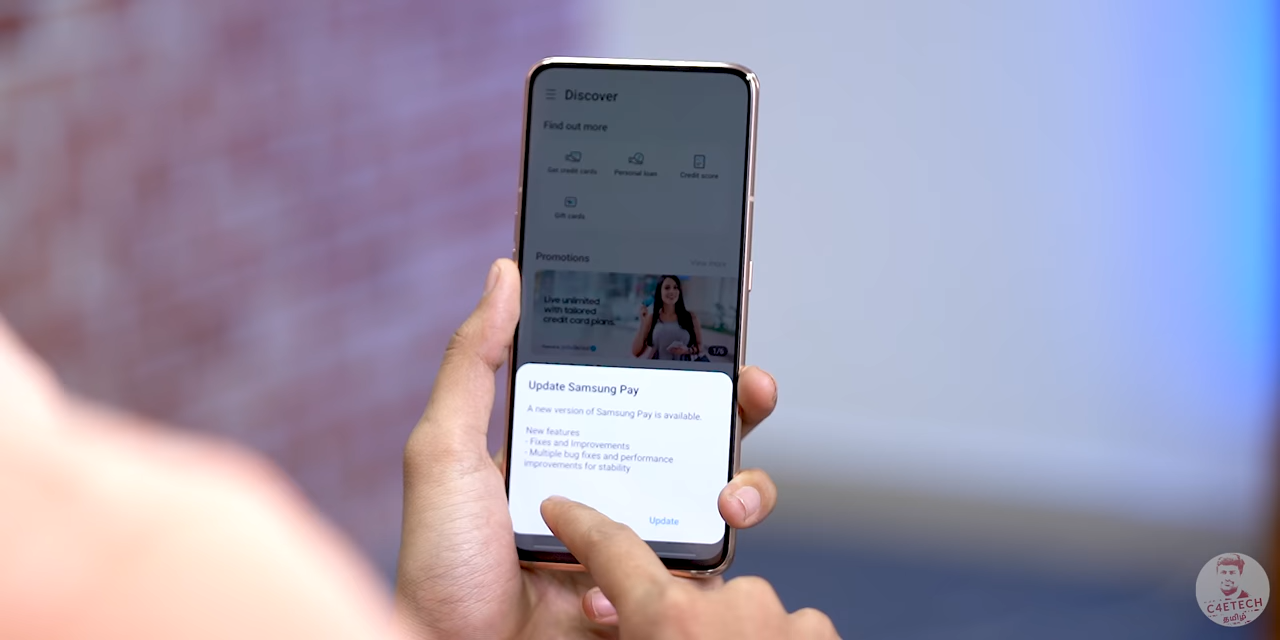 Discover
Find out more
Get credit cards
Personal loan
Credit score
Gift cards
Promotions
View more
Live unlimited
with tailored
credit card plans.
1/6
Update Samsung Pay
A new version of Samsung Pay is available.
New features
- Fixes and Improvements
- Multiple bug fixes and performance
improvements for stability
Update
C4ETECH
தமிழ்